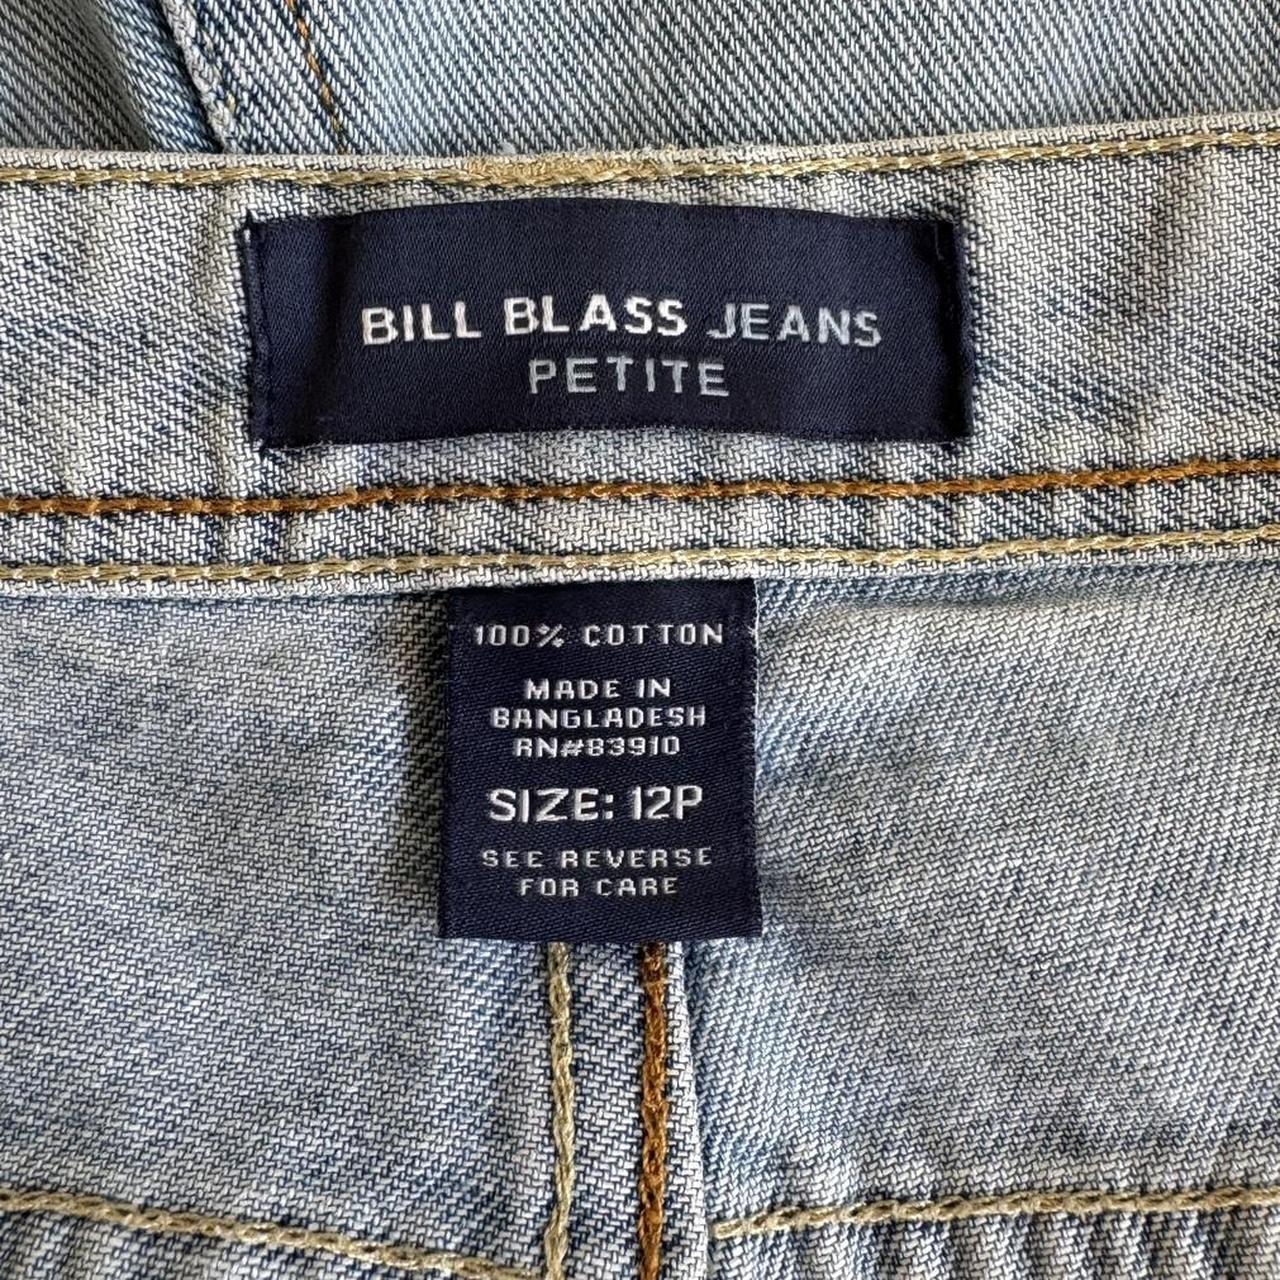 BILL BLASS JEANS
PETITE
100% COTTON
MADE IN
BANGLADESH
RN#83910
SIZE: 12P
SEE REVERSE
FOR CARE